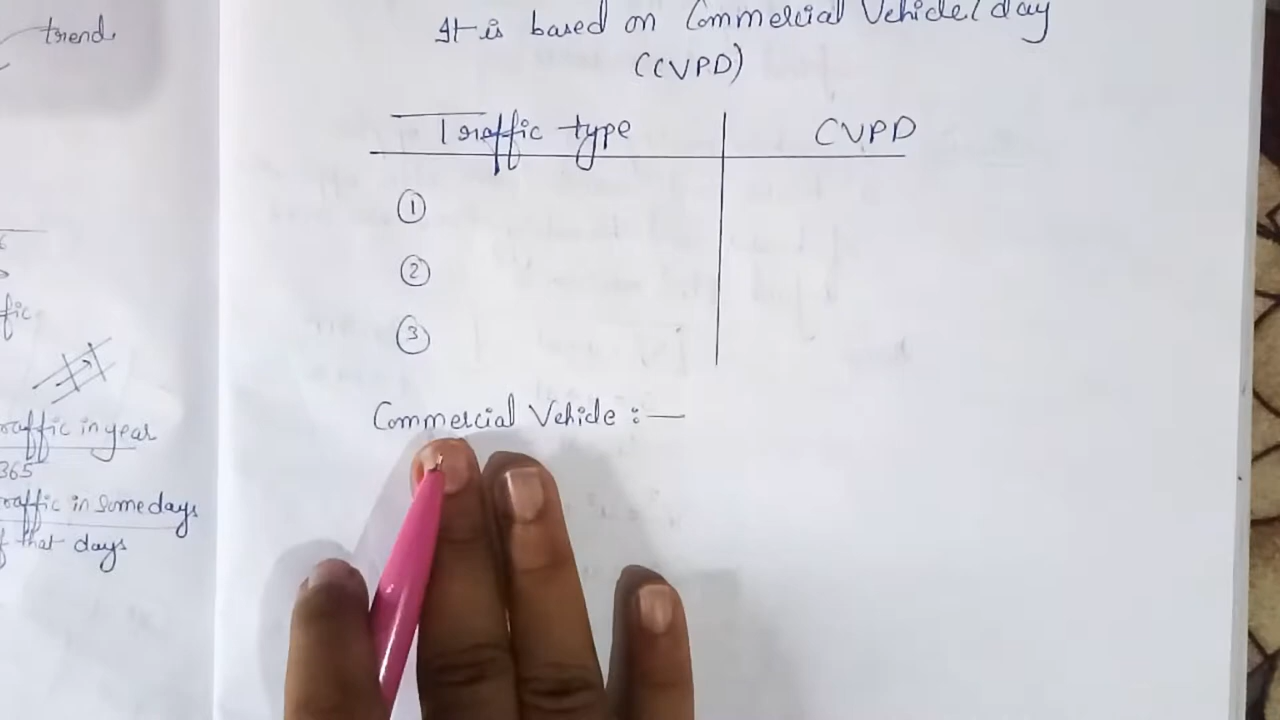 trend
fic
raffic in year
365
raffic in some days
f that days
It is based on Commercial Vehicle/day
(CVPD)
Traffic type CVPD
①
②
③
Commercial Vehicle :—